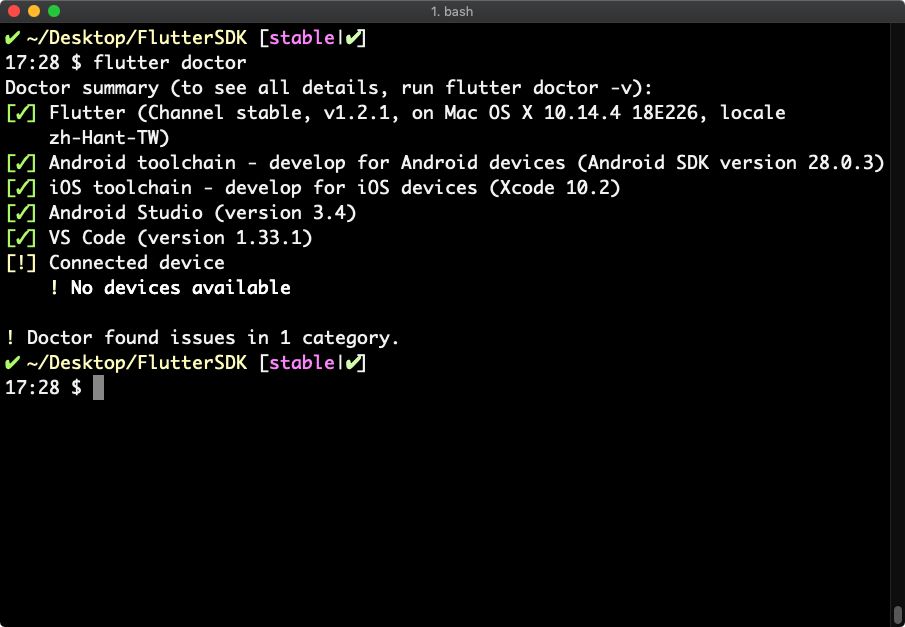 1. bash
✔ ~/Desktop/FlutterSDK [stable|✔]
17:28 $ flutter doctor
Doctor summary (to see all details, run flutter doctor -v):
[✓] Flutter (Channel stable, v1.2.1, on Mac OS X 10.14.4 18E226, locale
    zh-Hant-TW)
[✓] Android toolchain - develop for Android devices (Android SDK version 28.0.3)
[✓] iOS toolchain - develop for iOS devices (Xcode 10.2)
[✓] Android Studio (version 3.4)
[✓] VS Code (version 1.33.1)
[!] Connected device
    ! No devices available
! Doctor found issues in 1 category.
✔ ~/Desktop/FlutterSDK [stable|✔]
17:28 $